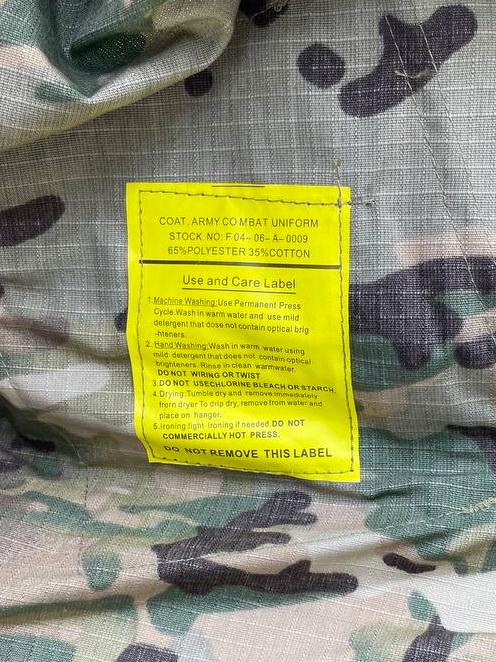 COAT, ARMY COMBAT UNIFORM
STOCK NO: F 04- 06- A- 0009
65%POLYESTER 35%COTTON
Use and Care Label
1.Machine Washing:Use Permanent Press
Cycle.Wash in warm water and use mild
detergent that dose not contain optical brig
-hteners.
2. Hand Washing:Wash in warm water using
mild detergent that does not contain optical
brighteners. Rinse in clean warmwater.
DO NOT WIRING OR TWIST
3.DO NOT USECHLORINE BLEACH OR STARCH.
4.Drying:Tumble dry and remove immediately
from dryer To drip dry, remove from water and
place on hanger.
5.Ironing:light Ironing if needed.DO NOT
COMMERCIALLY HOT PRESS.
DO NOT REMOVE THIS LABEL